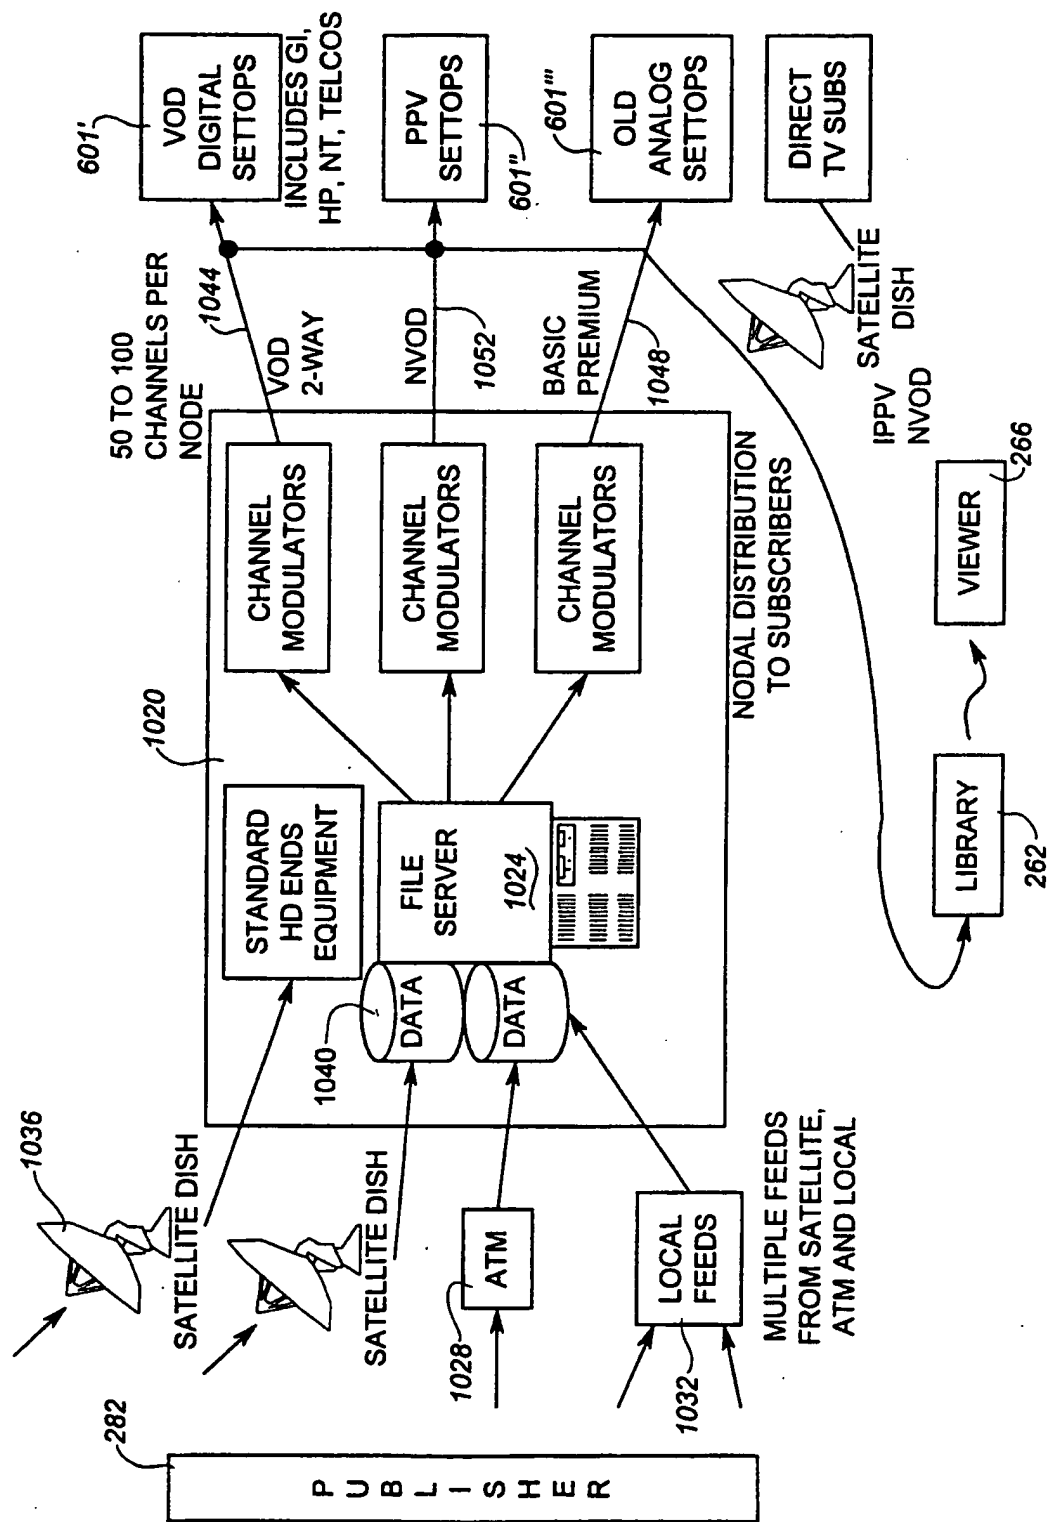 282
PUBLISHER
1036
SATELLITE DISH
SATELLITE DISH
1028
ATM
1032
LOCAL
FEEDS
MULTIPLE FEEDS
FROM SATELLITE,
ATM AND LOCAL
1020
STANDARD
HD ENDS
EQUIPMENT
1040
DATA
DATA
FILE
SERVER
1024
CHANNEL
MODULATORS
CHANNEL
MODULATORS
CHANNEL
MODULATORS
NODAL DISTRIBUTION
TO SUBSCRIBERS
50 TO 100
CHANNELS PER
NODE
1044
VOD
2-WAY
NVOD
1052
BASIC
PREMIUM
1048
601'
VOD
DIGITAL
SETTOPS
INCLUDES GI,
HP, NT, TELCOS
PPV
SETTOPS
601"
601'"
OLD
ANALOG
SETTOPS
DIRECT
TV SUBS
SATELLITE
DISH
IPPV
NVOD
LIBRARY
262
VIEWER
266